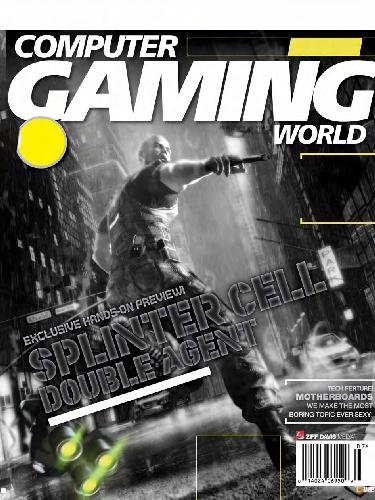 COMPUTER
GAMING
WORLD
PARK
EXCLUSIVE HANDS-ON PREVIEW!
SPLINTER CELL
DOUBLE AGENT
TECH FEATURE!
MOTHERBOARDS
WE MAKE THE MOST
BORING TOPIC EVER SEXY.
ZIFF DAVIS MEDIA